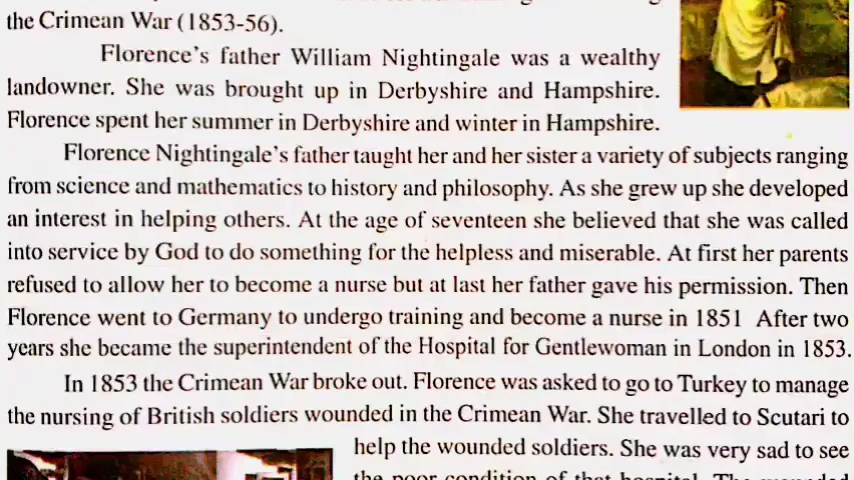 the Crimean War (1853-56).
Florence's father William Nightingale was a wealthy
landowner. She was brought up in Derbyshire and Hampshire.
Florence spent her summer in Derbyshire and winter in Hampshire.
Florence Nightingale's father taught her and her sister a variety of subjects ranging
from science and mathematics to history and philosophy. As she grew up she developed
an interest in helping others. At the age of seventeen she believed that she was called
into service by God to do something for the helpless and miserable. At first her parents
refused to allow her to become a nurse but at last her father gave his permission. Then
Florence went to Germany to undergo training and become a nurse in 1851 After two
years she became the superintendent of the Hospital for Gentlewoman in London in 1853.
In 1853 the Crimean War broke out. Florence was asked to go to Turkey to manage
the nursing of British soldiers wounded in the Crimean War. She travelled to Scutari to
help the wounded soldiers. She was very sad to see
the poor condition of that hospital. The wounded